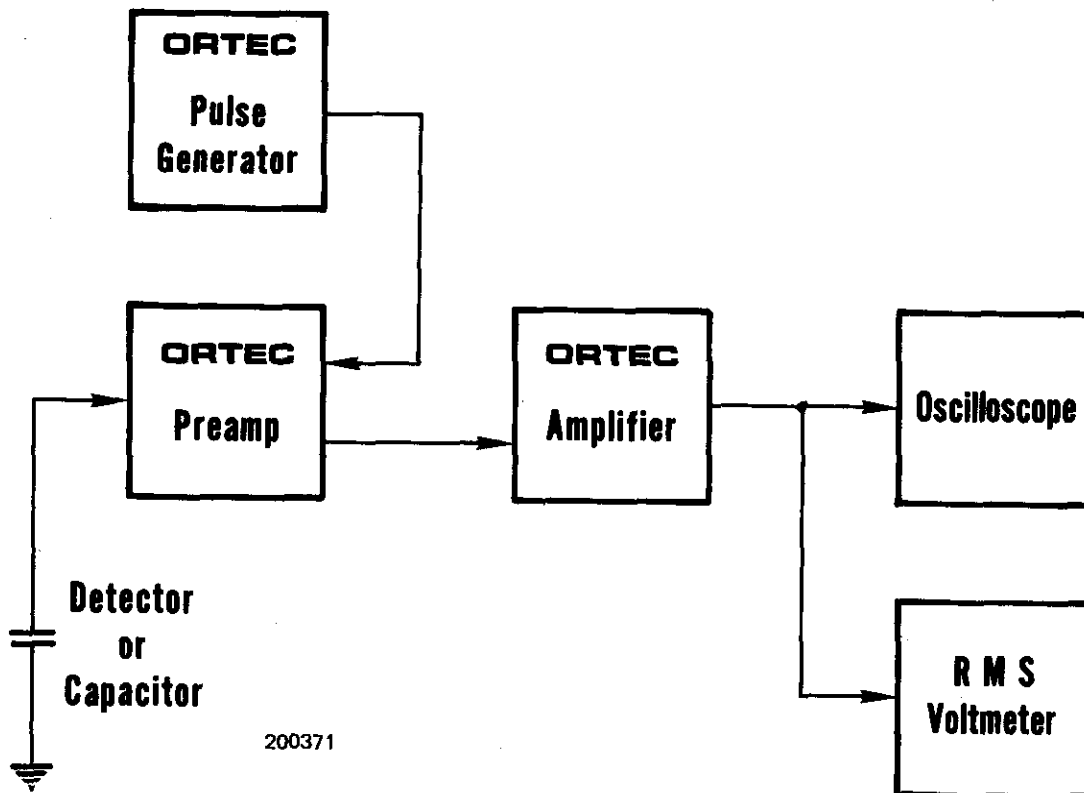 ORTEC
Pulse
Generator
ORTEC
Preamp
ORTEC
Amplifier
Oscilloscope
Detector
or
Capacitor
R M S
Voltmeter
200371